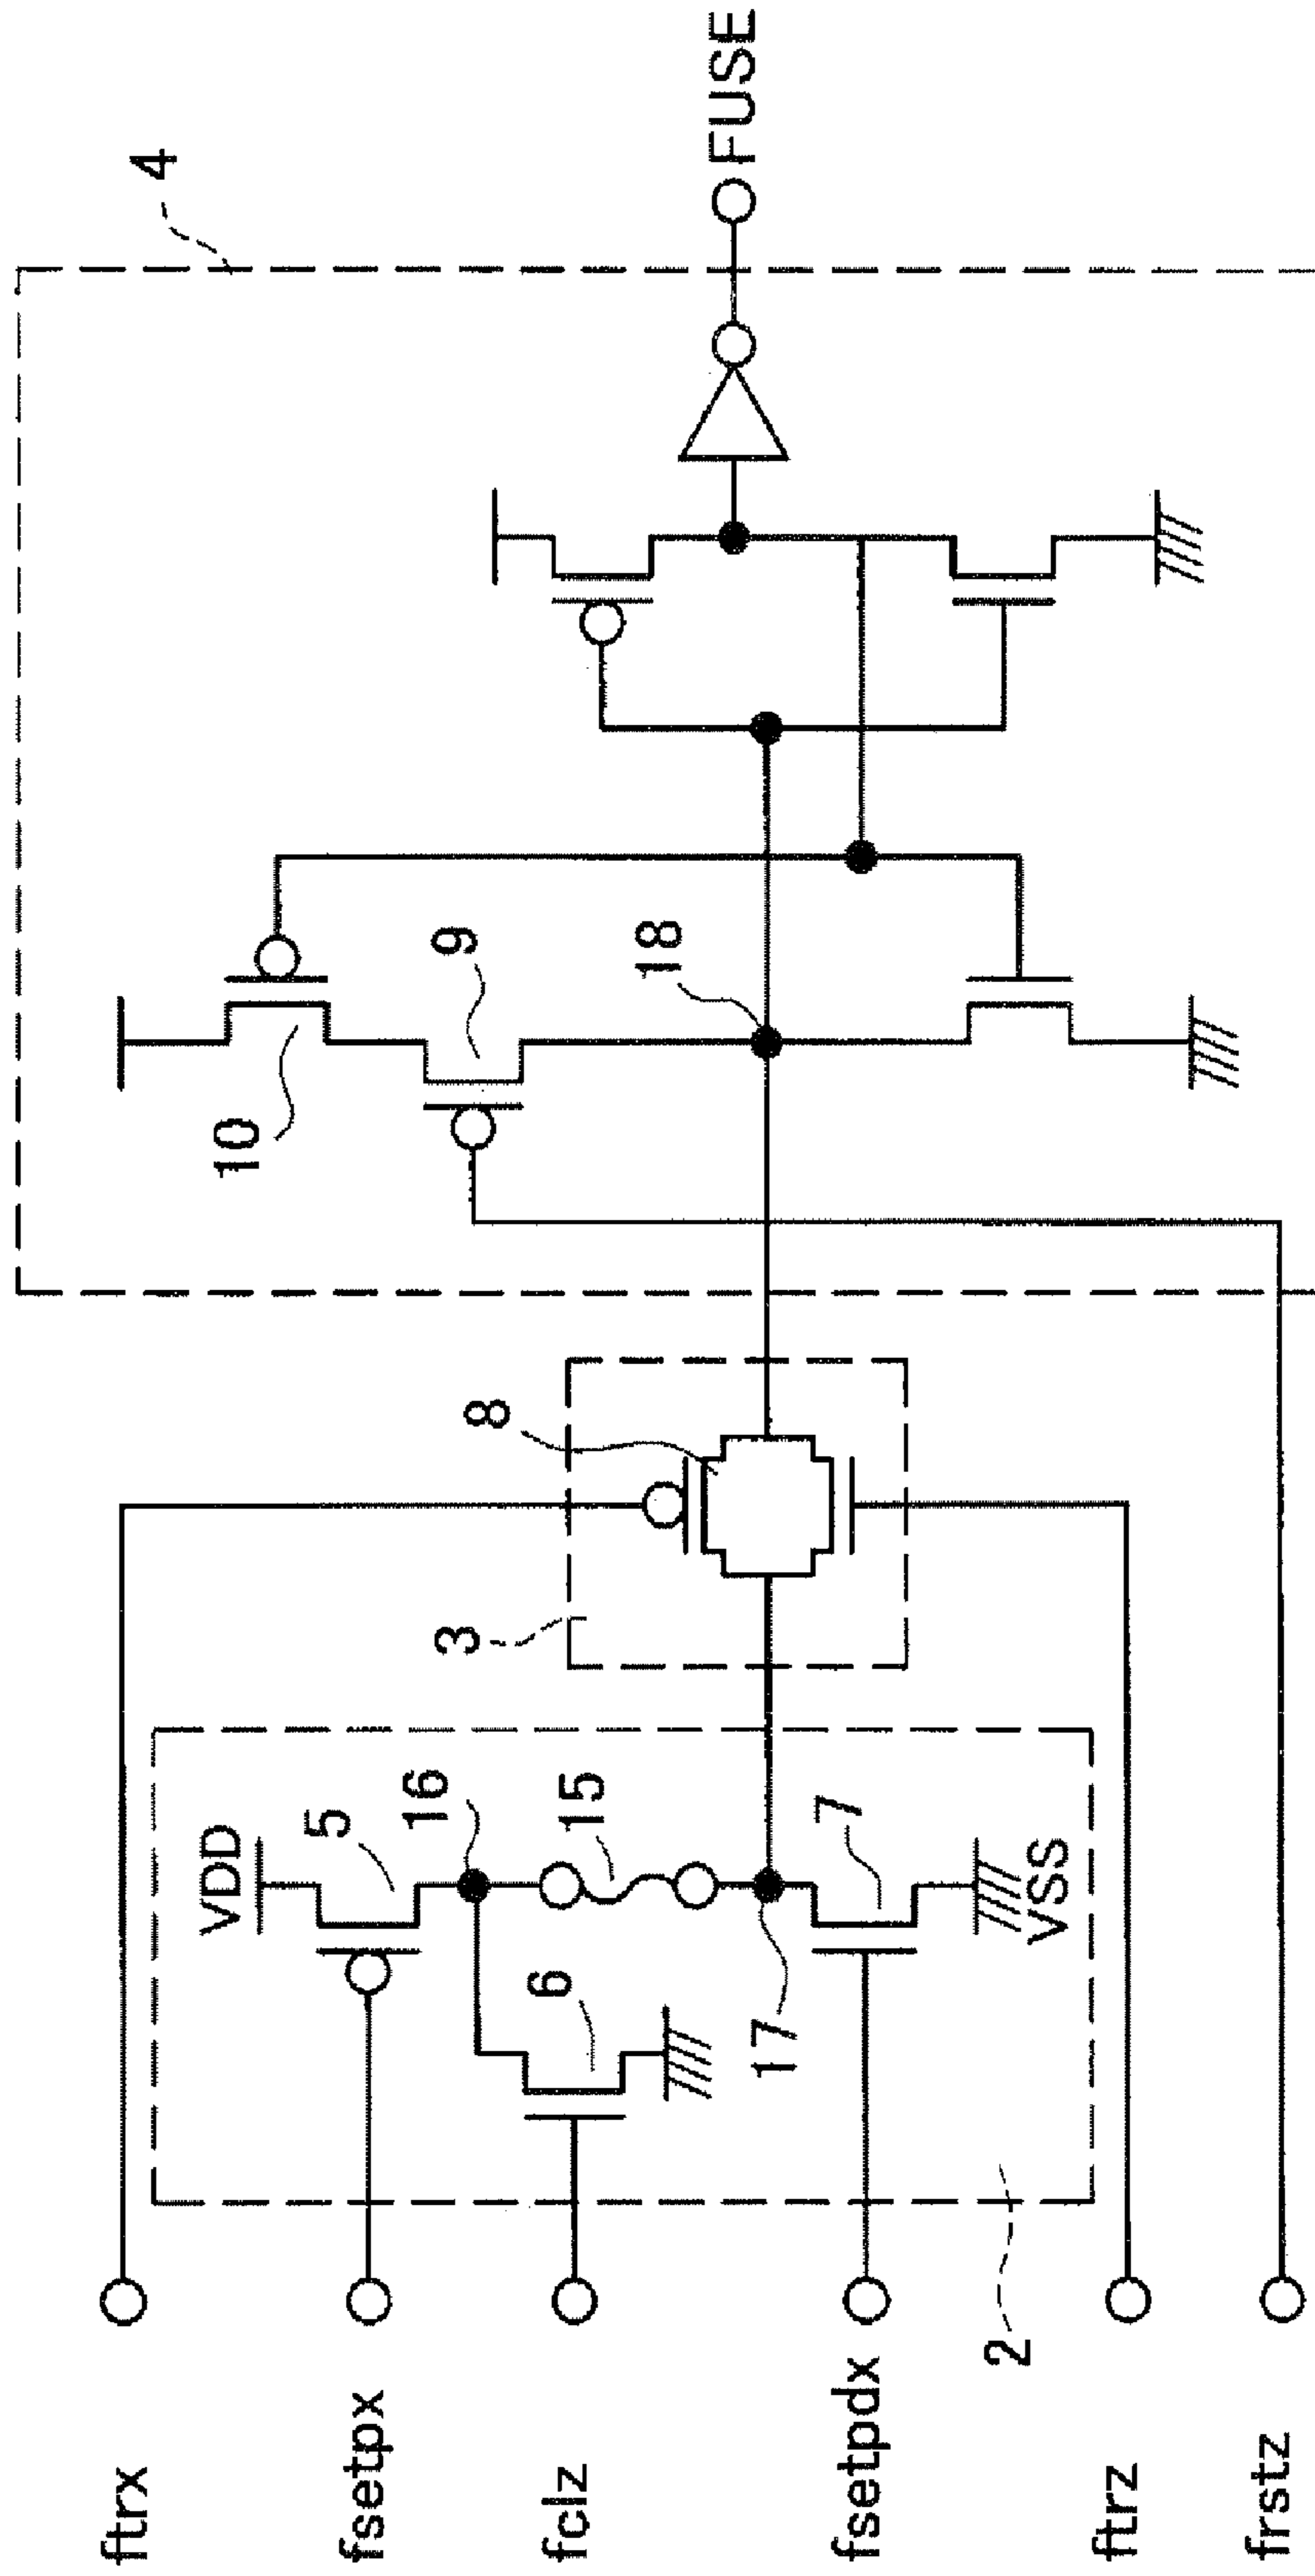 ftrx
fsetpx
fclz
fsetpdx
ftrz
frstz
2
VDD
5
16
15
6
17
7
VSS
3
8
4
10
9
18
FUSE